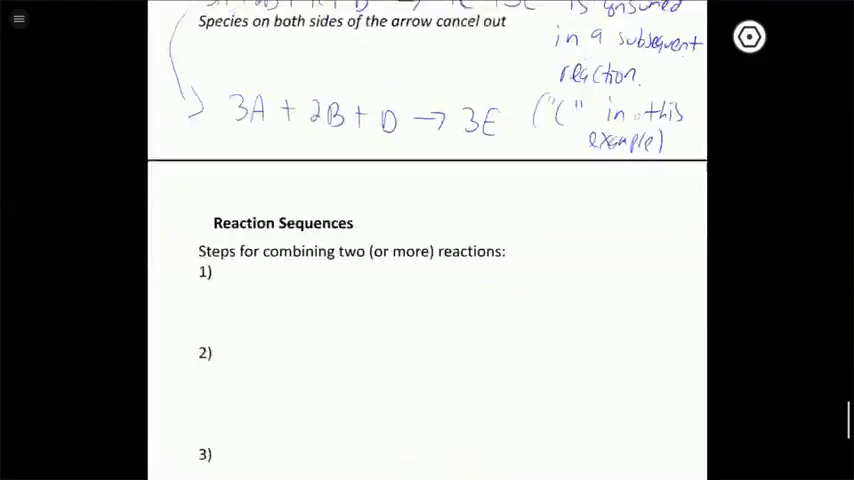 is consumed
Species on both sides of the arrow cancel out
in a subsequent
reaction.
3A + 2B + D → 3E
("C" in this
example)
Reaction Sequences
Steps for combining two (or more) reactions:
1)
2)
3)